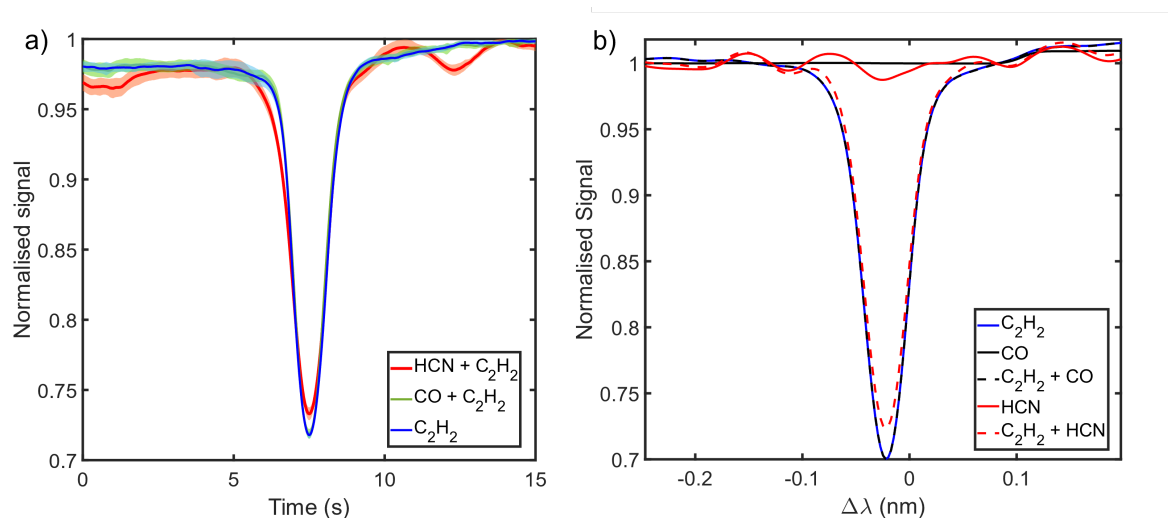 a)
1
0.95
0.9
0.85
0.8
0.75
0.7
Normalised signal
0
5
10
15
Time (s)
HCN + C₂H₂
CO + C₂H₂
C₂H₂
b)
1
0.95
0.9
0.85
0.8
0.75
0.7
Normalised Signal
-0.2
-0.1
0
0.1
Δλ (nm)
C₂H₂
CO
C₂H₂ + CO
HCN
C₂H₂ + HCN